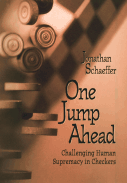 Jonathan
Schaeffer
One
Jump
Ahead
Challenging Human
Supremacy in Checkers